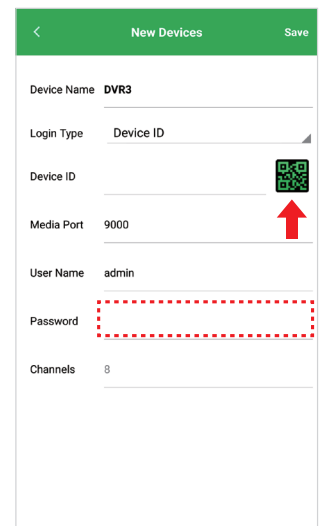 New Devices Save
Device Name DVR3
Login Type Device ID
Device ID
Media Port 9000
User Name admin
Password
Channels 8